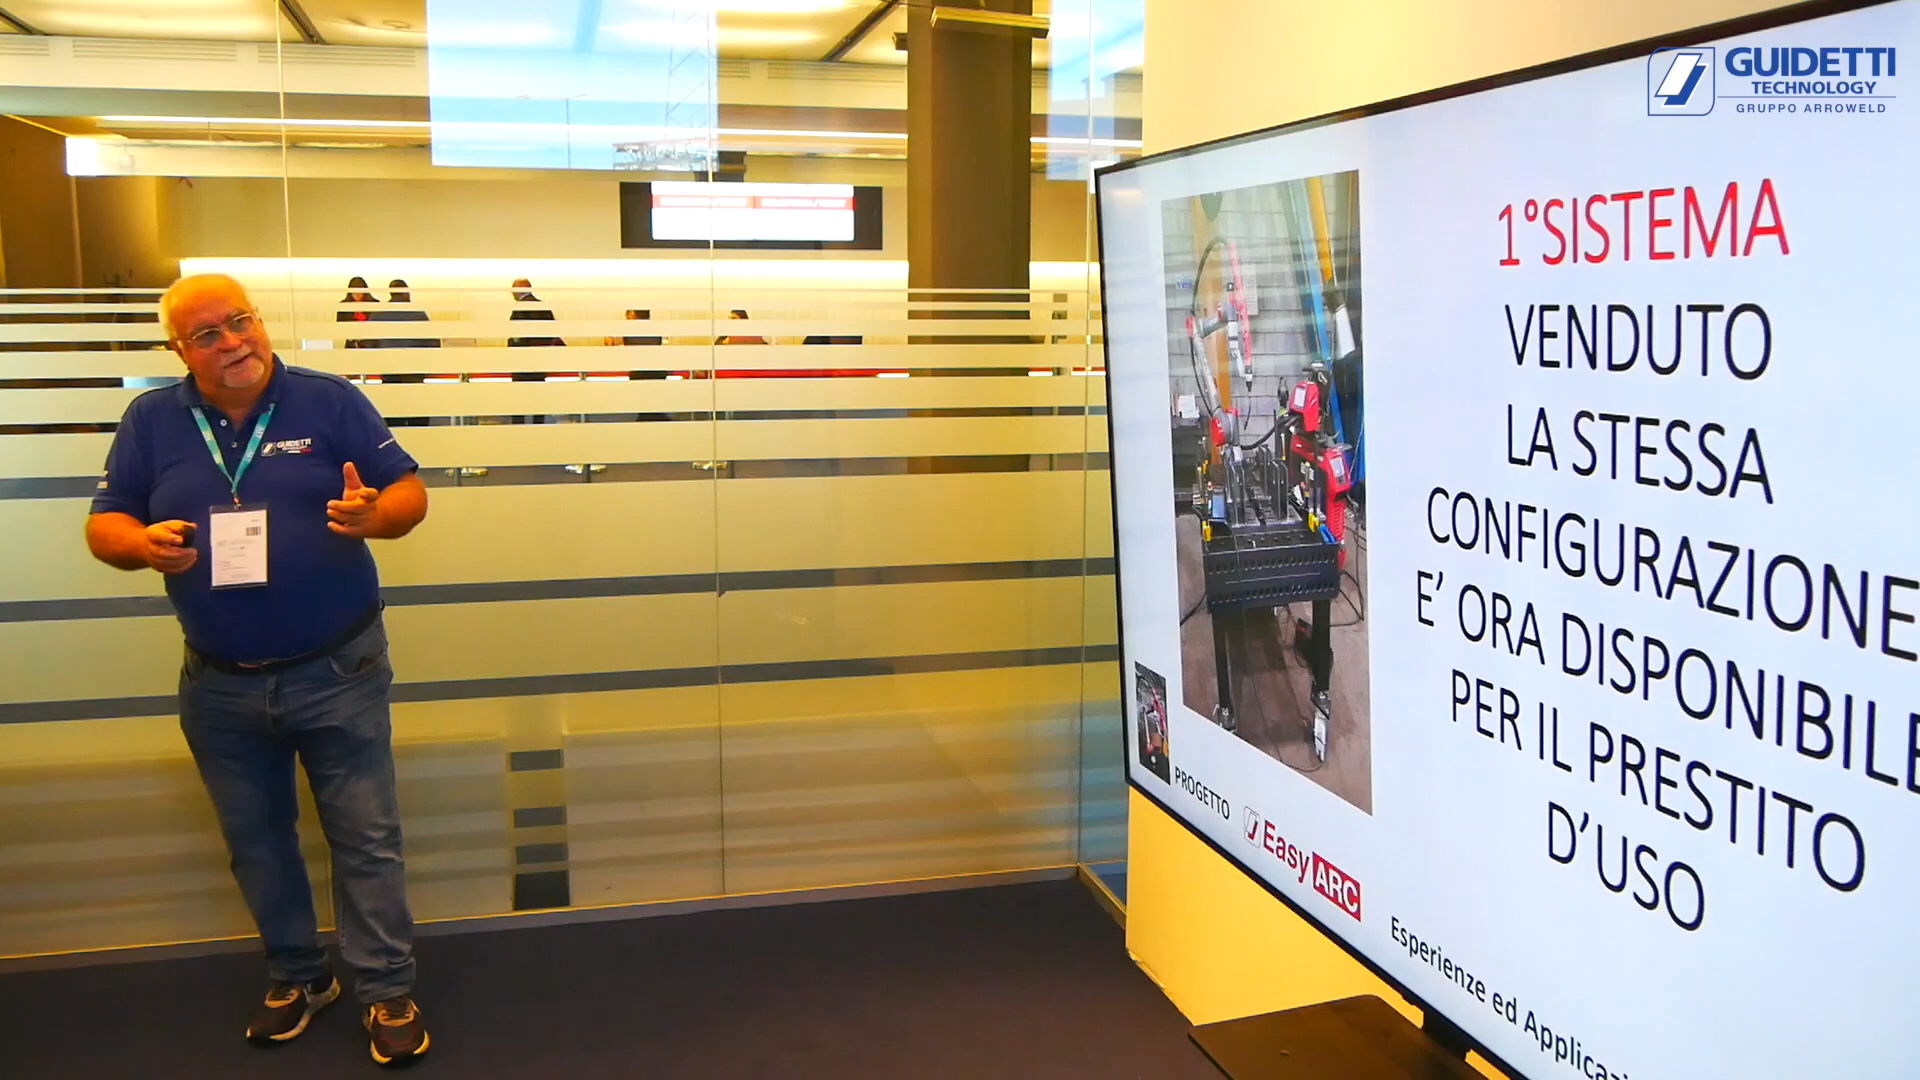 GUIDETTI
TECHNOLOGY
GRUPPO ARROWELD
1°SISTEMA
VENDUTO
LA STESSA
CONFIGURAZIONE
E' ORA DISPONIBILE
PER IL PRESTITO
D'USO
PROGETTO
EasyARC
Esperienze ed
GUIDETTI